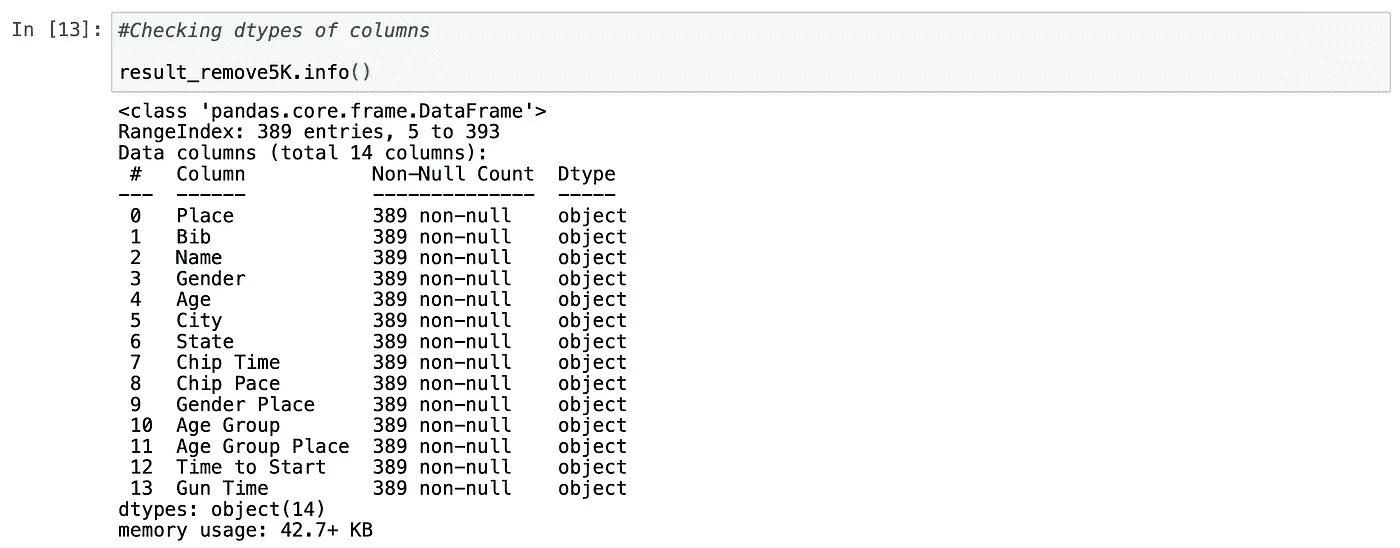 In [13]: #Checking dtypes of columns
result_remove5K.info()
<class 'pandas.core.frame.DataFrame'>
RangeIndex: 389 entries, 5 to 393
Data columns (total 14 columns):
 #   Column           Non-Null Count  Dtype
---  ------           --------------  -----
 0   Place            389 non-null    object
 1   Bib              389 non-null    object
 2   Name             389 non-null    object
 3   Gender           389 non-null    object
 4   Age              389 non-null    object
 5   City             389 non-null    object
 6   State            389 non-null    object
 7   Chip Time        389 non-null    object
 8   Chip Pace        389 non-null    object
 9   Gender Place     389 non-null    object
 10  Age Group        389 non-null    object
 11  Age Group Place  389 non-null    object
 12  Time to Start    389 non-null    object
 13  Gun Time         389 non-null    object
dtypes: object(14)
memory usage: 42.7+ KB